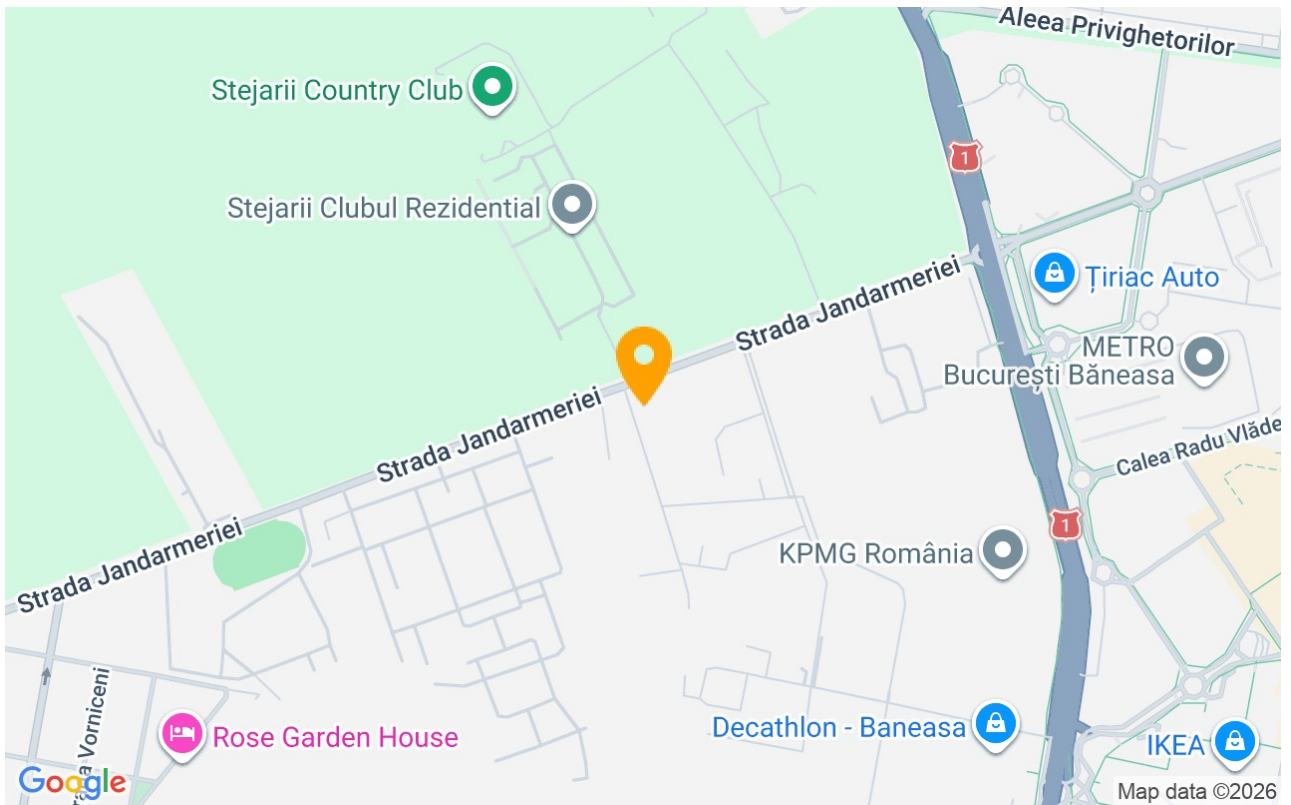 Aleea Privighetorilor
Stejarii Country Club
1
Stejarii Clubul Rezidential
Strada Jandarmeriei
Țiriac Auto
METRO
București Băneasa
Strada Jandarmeriei
Calea Radu Vlăde
1
Strada Jandarmeriei
KPMG România
Vorniceni
Decathlon - Baneasa
Rose Garden House
IKEA
Google
Map data ©2026